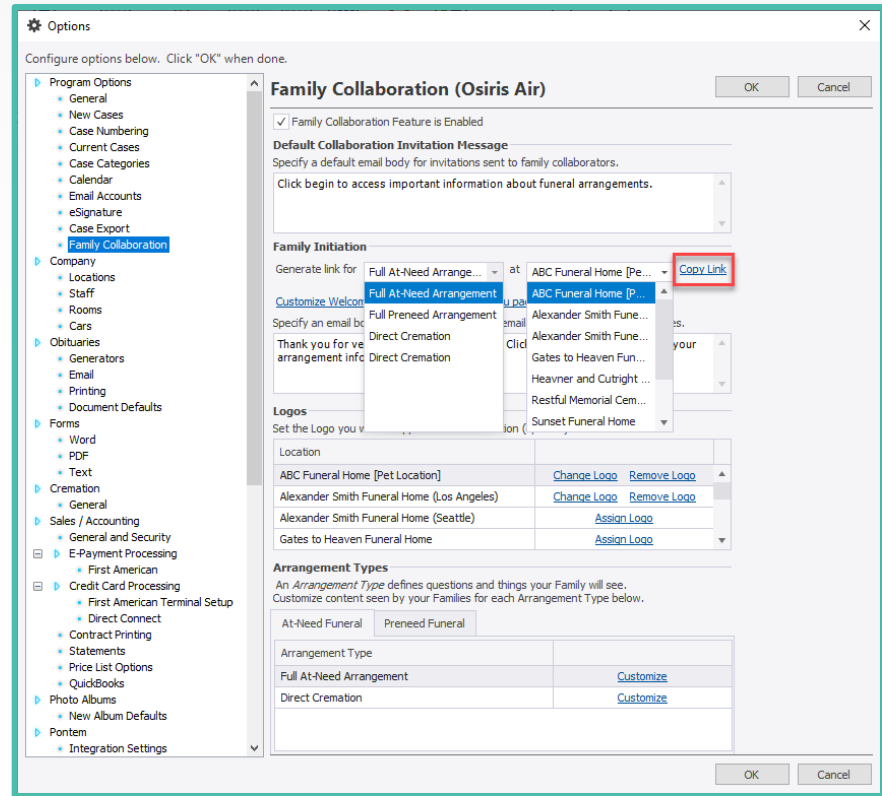 Options
Configure options below. Click "OK" when done.
Program Options
General
New Cases
Case Numbering
Current Cases
Case Categories
Calendar
Email Accounts
eSignature
Case Export
Family Collaboration
Company
Locations
Staff
Rooms
Cars
Obituaries
Generators
Email
Printing
Document Defaults
Forms
Word
PDF
Text
Cremation
General
Sales / Accounting
General and Security
E-Payment Processing
First American
Credit Card Processing
First American Terminal Setup
Direct Connect
Contract Printing
Statements
Price List Options
QuickBooks
Photo Albums
New Album Defaults
Pontem
Integration Settings
Family Collaboration (Osiris Air)
OK Cancel
Family Collaboration Feature is Enabled
Default Collaboration Invitation Message
Specify a default email body for invitations sent to family collaborators.
Click begin to access important information about funeral arrangements.
Family Initiation
Generate link for Full At-Need Arrange... at ABC Funeral Home [Pe... Copy Link
Full At-Need Arrangement
Full Preneed Arrangement
Direct Cremation
Direct Cremation
ABC Funeral Home [P...
Alexander Smith Fune...
Alexander Smith Fune...
Gates to Heaven Fun...
Heavner and Cutright ...
Restful Memorial Cem...
Sunset Funeral Home
Customize Welcom
Specify an email bo email es.
Thank you for ve Clic your
arrangement info
Logos
Set the Logo you
Location
ABC Funeral Home [Pet Location] Change Logo Remove Logo
Alexander Smith Funeral Home (Los Angeles) Change Logo Remove Logo
Alexander Smith Funeral Home (Seattle) Assign Logo
Gates to Heaven Funeral Home Assign Logo
Arrangement Types
An Arrangement Type defines questions and things your Family will see.
Customize content seen by your Families for each Arrangement Type below.
At-Need Funeral Preneed Funeral
Arrangement Type
Full At-Need Arrangement Customize
Direct Cremation Customize
OK Cancel